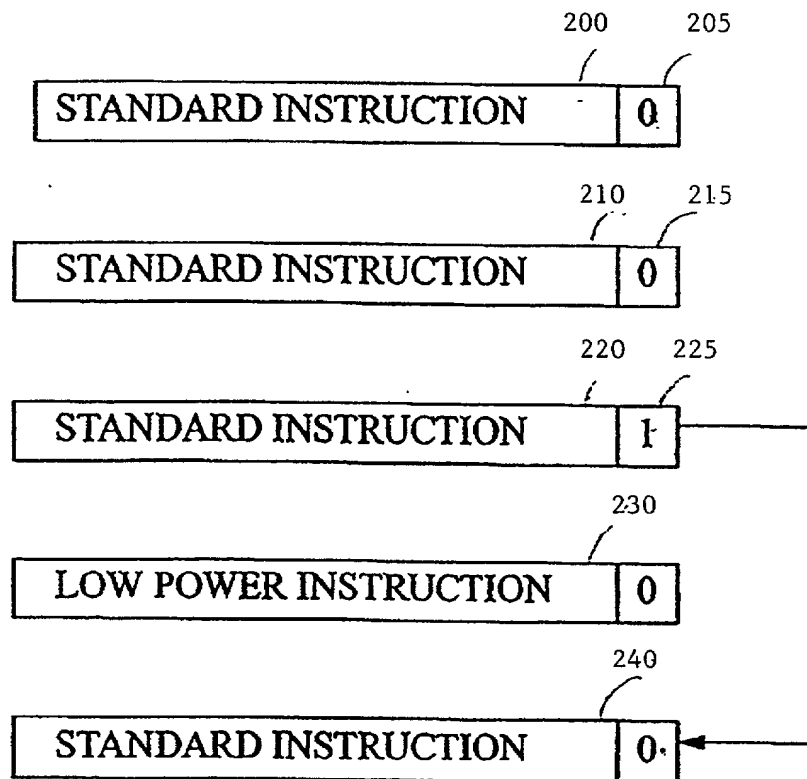 200 205
STANDARD INSTRUCTION 0
210 215
STANDARD INSTRUCTION 0
220 225
STANDARD INSTRUCTION 1
230
LOW POWER INSTRUCTION 0
240
STANDARD INSTRUCTION 0